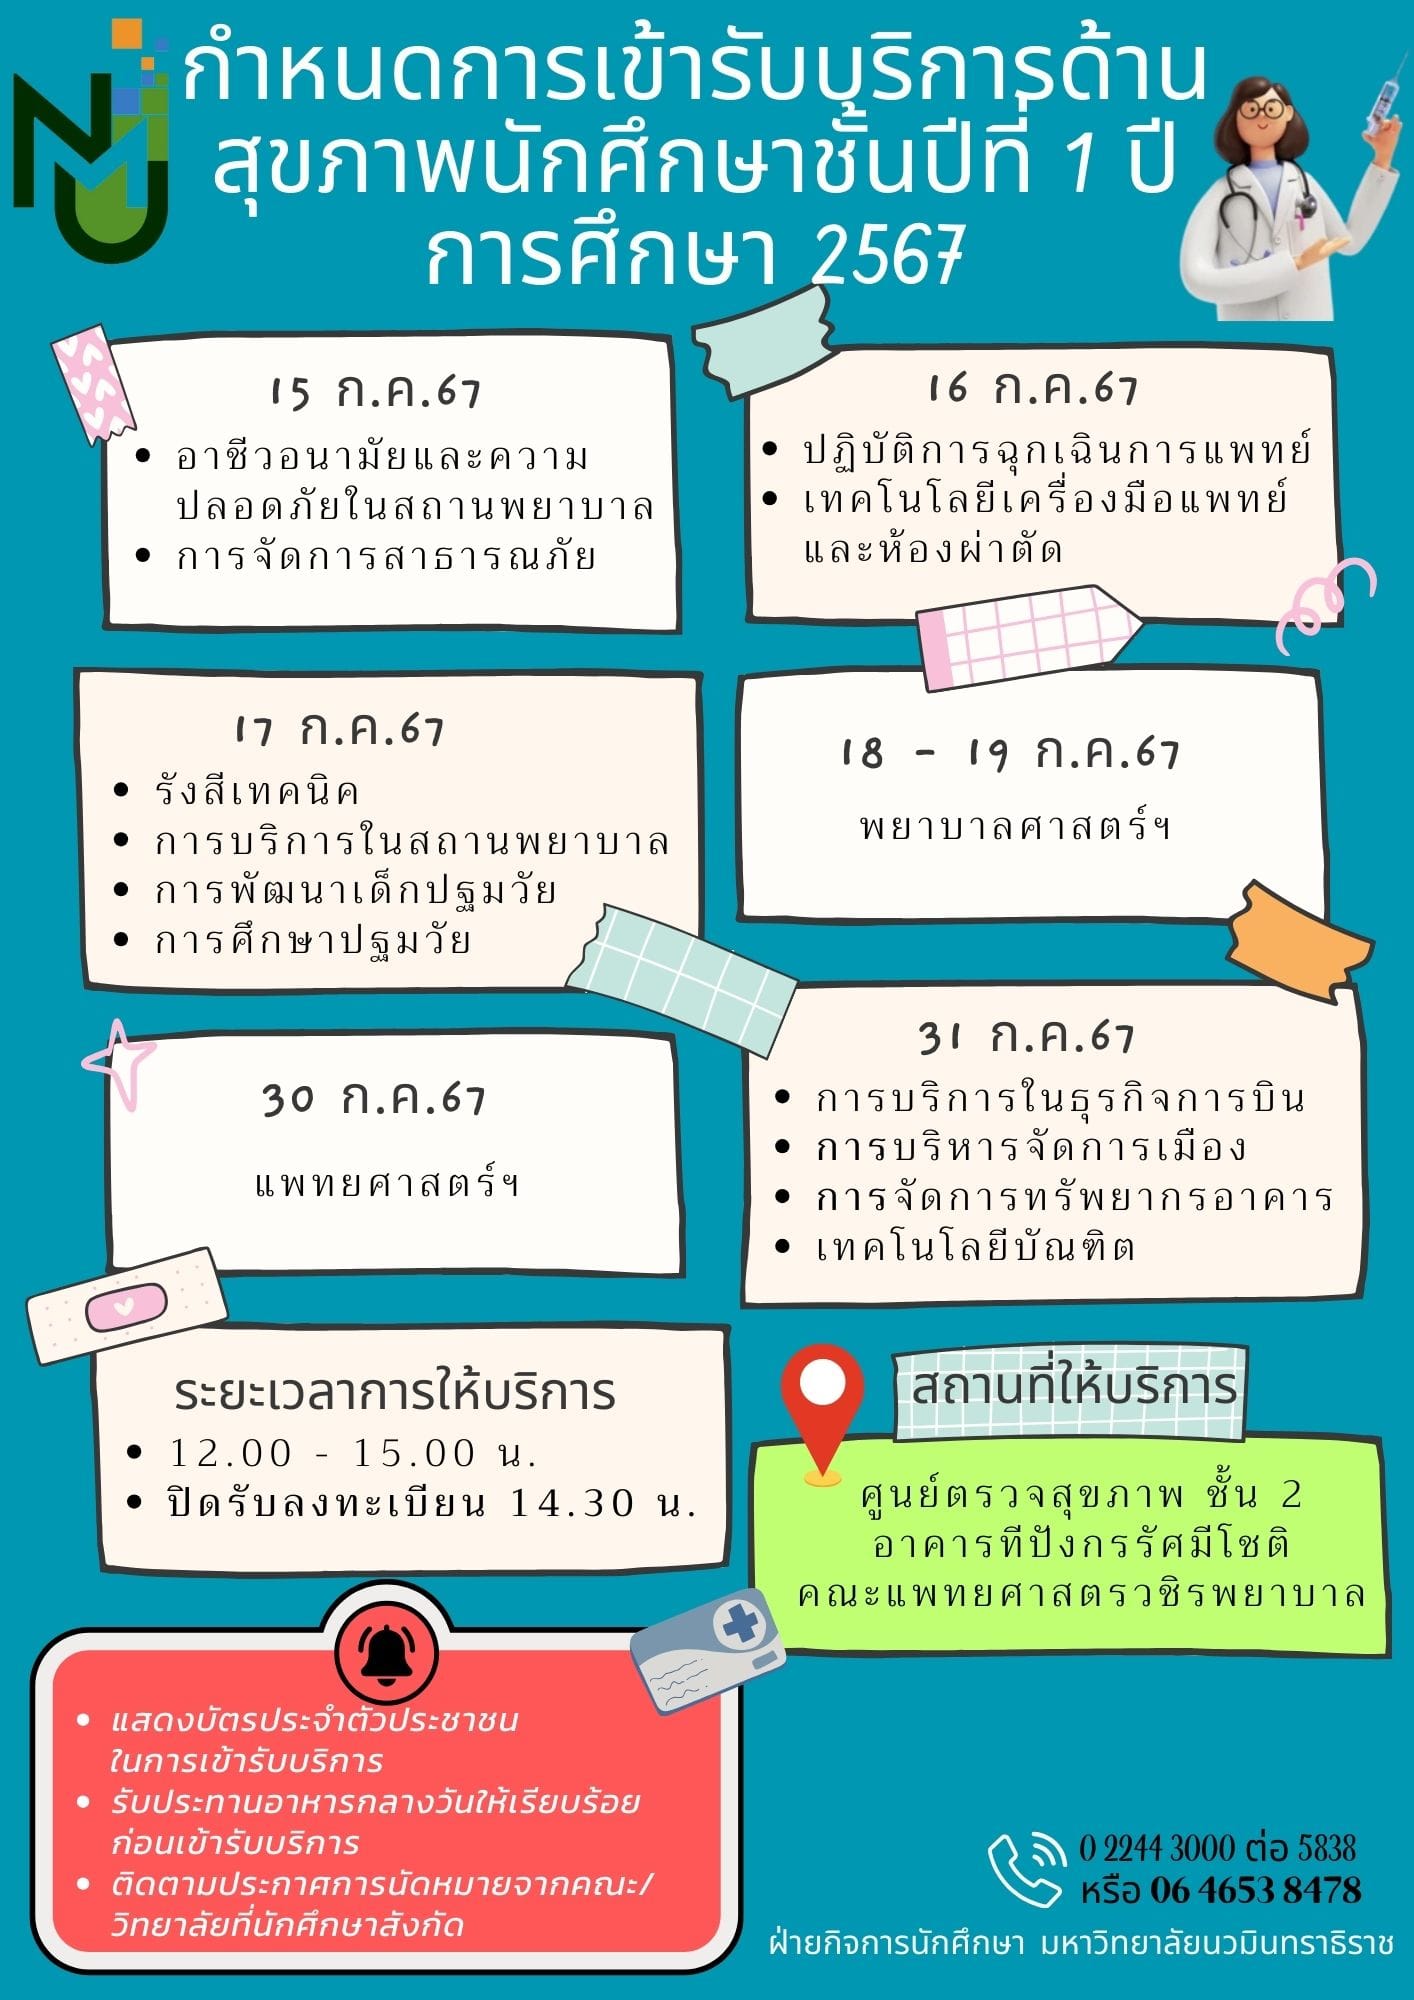 กำหนดการเข้ารับบริการด้าน
สุขภาพนักศึกษาชั้นปีที่ 1 ปี
การศึกษา 2567
15 ก.ค.67
• อาชีวอนามัยและความ
ปลอดภัยในสถานพยาบาล
• การจัดการสาธารณภัย
16 ก.ค.67
• ปฏิบัติการฉุกเฉินการแพทย์
• เทคโนโลยีเครื่องมือแพทย์
และห้องผ่าตัด
17 ก.ค.67
• รังสีเทคนิค
• การบริการในสถานพยาบาล
• การพัฒนาเด็กปฐมวัย
• การศึกษาปฐมวัย
18 - 19 ก.ค.67
พยาบาลศาสตร์ฯ
30 ก.ค.67
แพทยศาสตร์ฯ
31 ก.ค.67
• การบริการในธุรกิจการบิน
• การบริหารจัดการเมือง
• การจัดการทรัพยากรอาคาร
• เทคโนโลยีบัณฑิต
ระยะเวลาการให้บริการ
• 12.00 - 15.00 น.
• ปิดรับลงทะเบียน 14.30 น.
สถานที่ให้บริการ
ศูนย์ตรวจสุขภาพ ชั้น 2
อาคารทีปังกรรัศมีโชติ
คณะแพทยศาสตรวชิรพยาบาล
• แสดงบัตรประจำตัวประชาชน
ในการเข้ารับบริการ
• รับประทานอาหารกลางวันให้เรียบร้อย
ก่อนเข้ารับบริการ
• ติดตามประกาศการนัดหมายจากคณะ/
วิทยาลัยที่นักศึกษาสังกัด
0 2244 3000 ต่อ 5838
หรือ 06 4653 8478
ฝ่ายกิจการนักศึกษา มหาวิทยาลัยนวมินทราธิราช